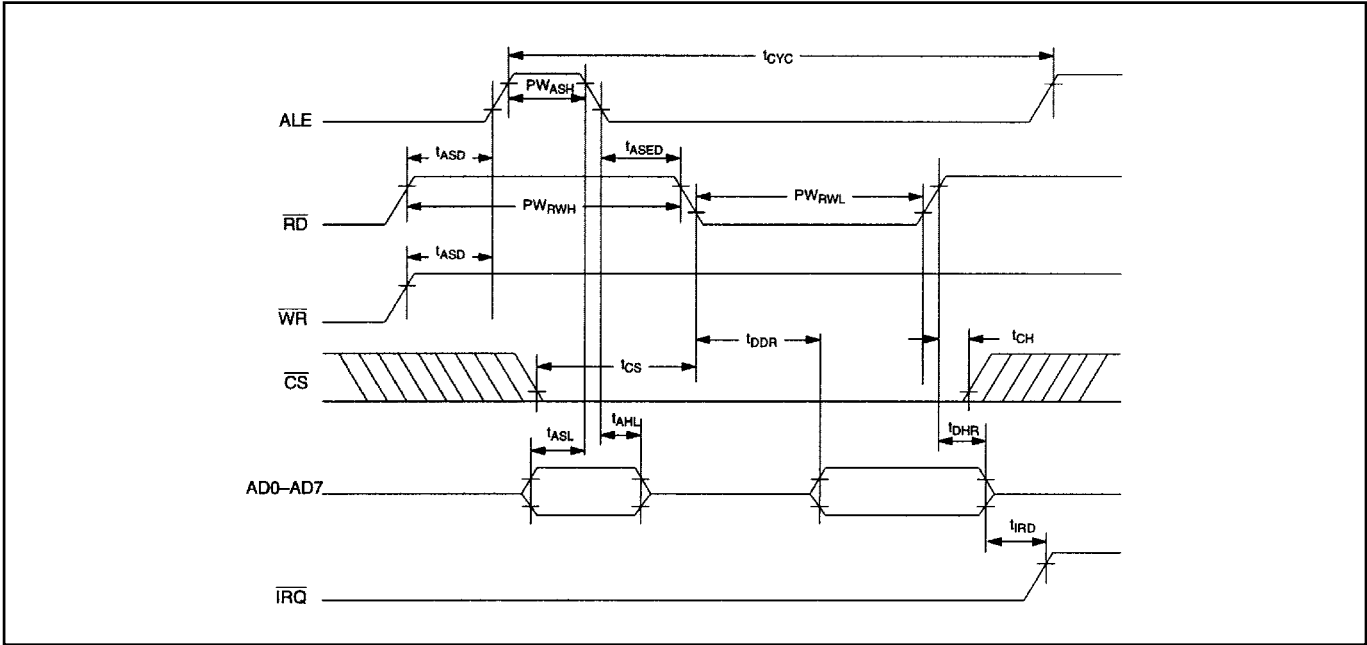 tCYC
PWASH
ALE
tASD
tASED
PWRWH
PWRWL
RD
tASD
WR
tDDR
tCH
tCS
CS
tASL
tAHL
tDHR
AD0–AD7
tIRD
IRQ